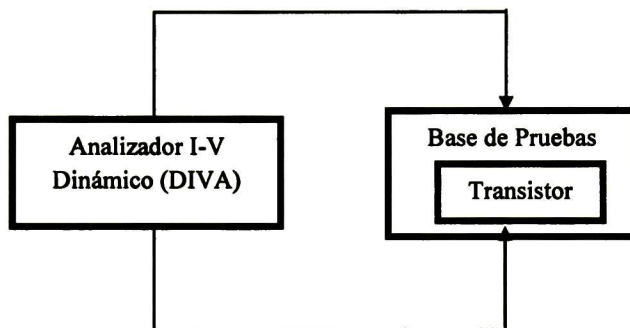 Analizador I-V
Dinámico (DIVA)
Base de Pruebas
Transistor